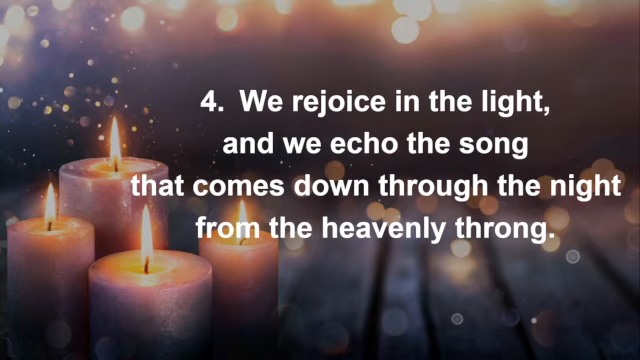 4. We rejoice in the light,
and we echo the song
that comes down through the night
from the heavenly throng.